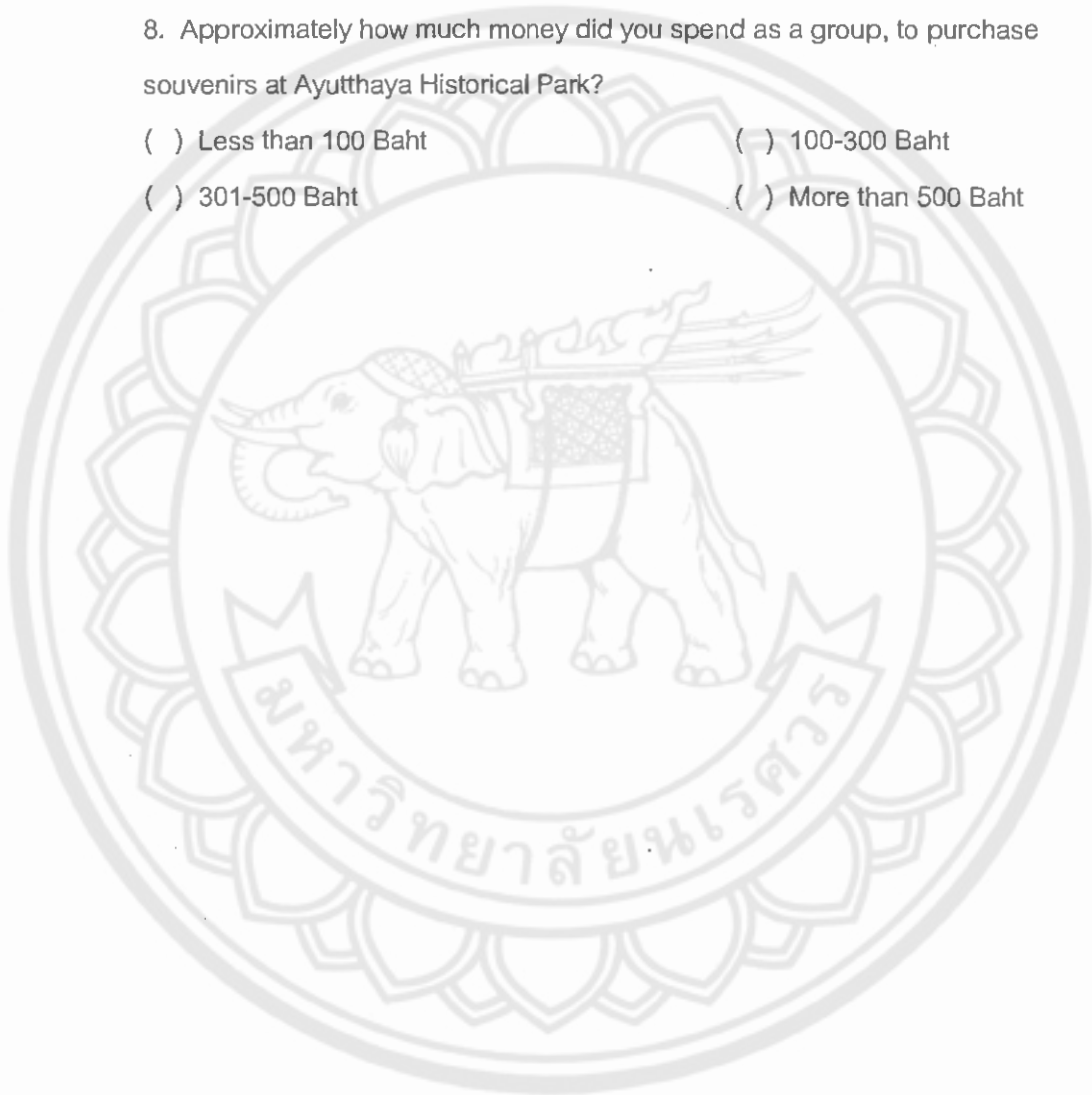 8. Approximately how much money did you spend as a group, to purchase
souvenirs at Ayutthaya Historical Park?
( ) Less than 100 Baht ( ) 100-300 Baht
( ) 301-500 Baht ( ) More than 500 Baht
มหาวิทยาลัยนเรศวร